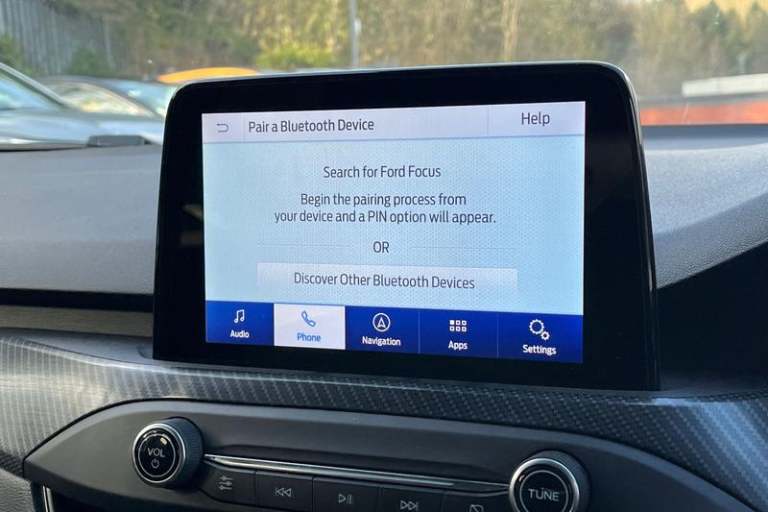 Pair a Bluetooth Device
Help
Search for Ford Focus
Begin the pairing process from
your device and a PIN option will appear.
OR
Discover Other Bluetooth Devices
Audio
Phone
Navigation
Apps
Settings
VOL
TUNE